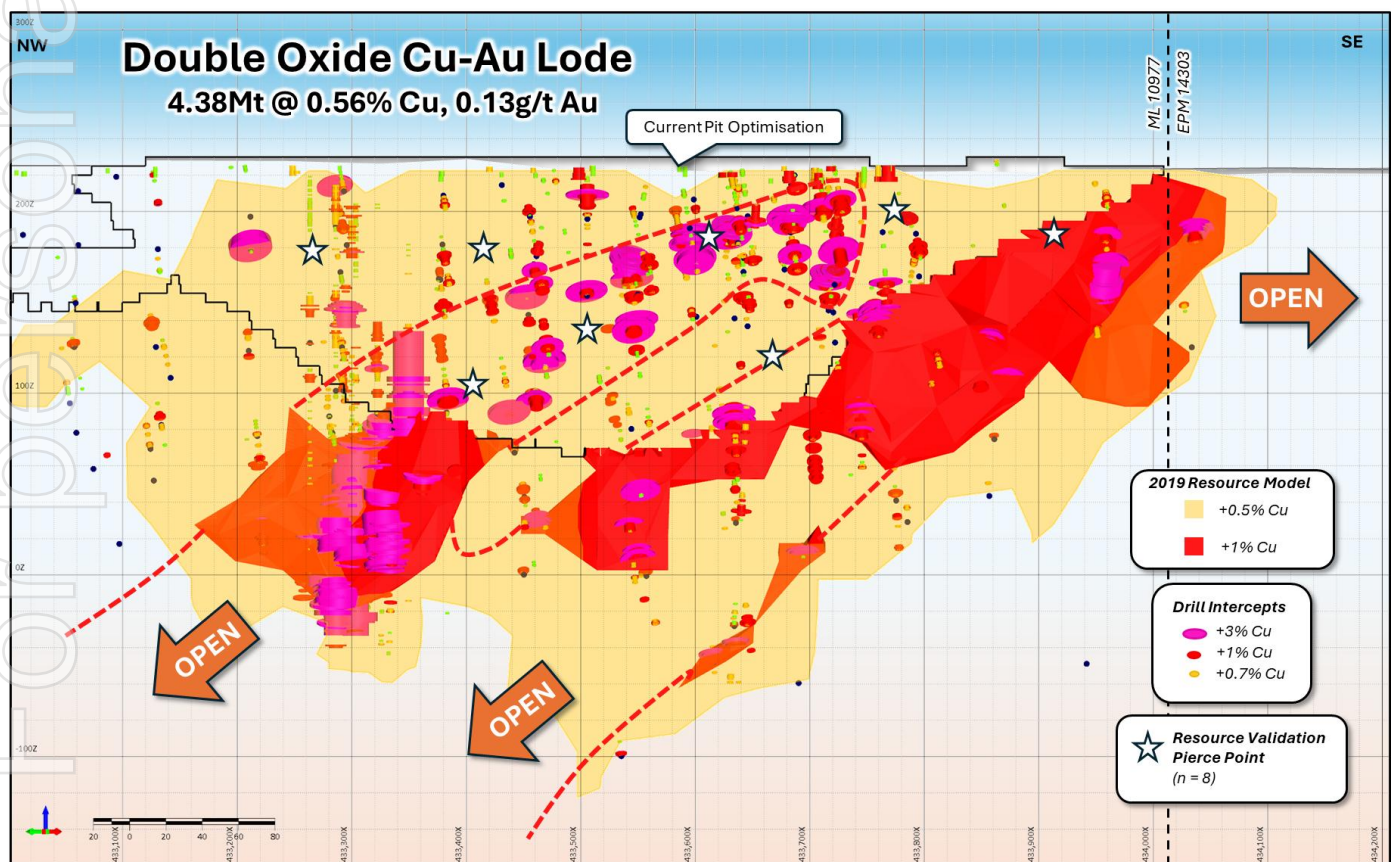 300Z
NW
SE
Double Oxide Cu-Au Lode
4.38Mt @ 0.56% Cu, 0.13g/t Au
Current Pit Optimisation
ML 10977
EPM 14303
200Z
OPEN
100Z
2019 Resource Model
+0.5% Cu
+1% Cu
0Z
Drill Intercepts
+3% Cu
+1% Cu
+0.7% Cu
OPEN
OPEN
-100Z
Resource Validation
Pierce Point
(n = 8)
20 0 20 40 60 80
433,100X
433,200X
433,300X
433,400X
433,500X
433,600X
433,700X
433,800X
433,900X
434,000X
434,100X
434,200X
For persona